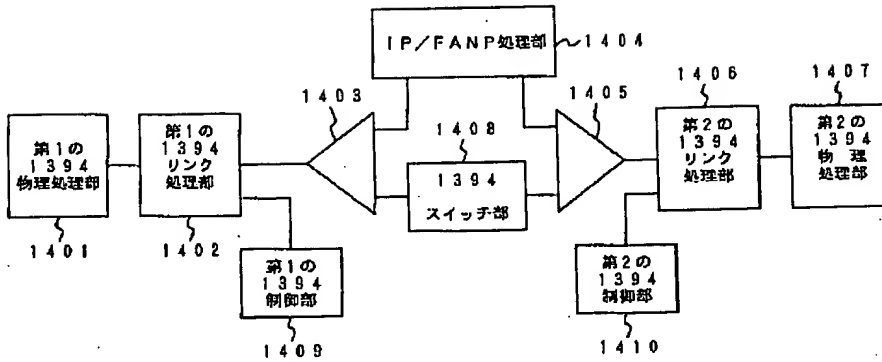 IP/FANP処理部
1404
1403
1405
1406
1407
1408
第1の
1394
物理処理部
第1の
1394
リンク
処理部
1394
スイッチ部
第2の
1394
リンク
処理部
第2の
1394
物理
処理部
1401
1402
第1の
1394
制御部
1409
第2の
1394
制御部
1410